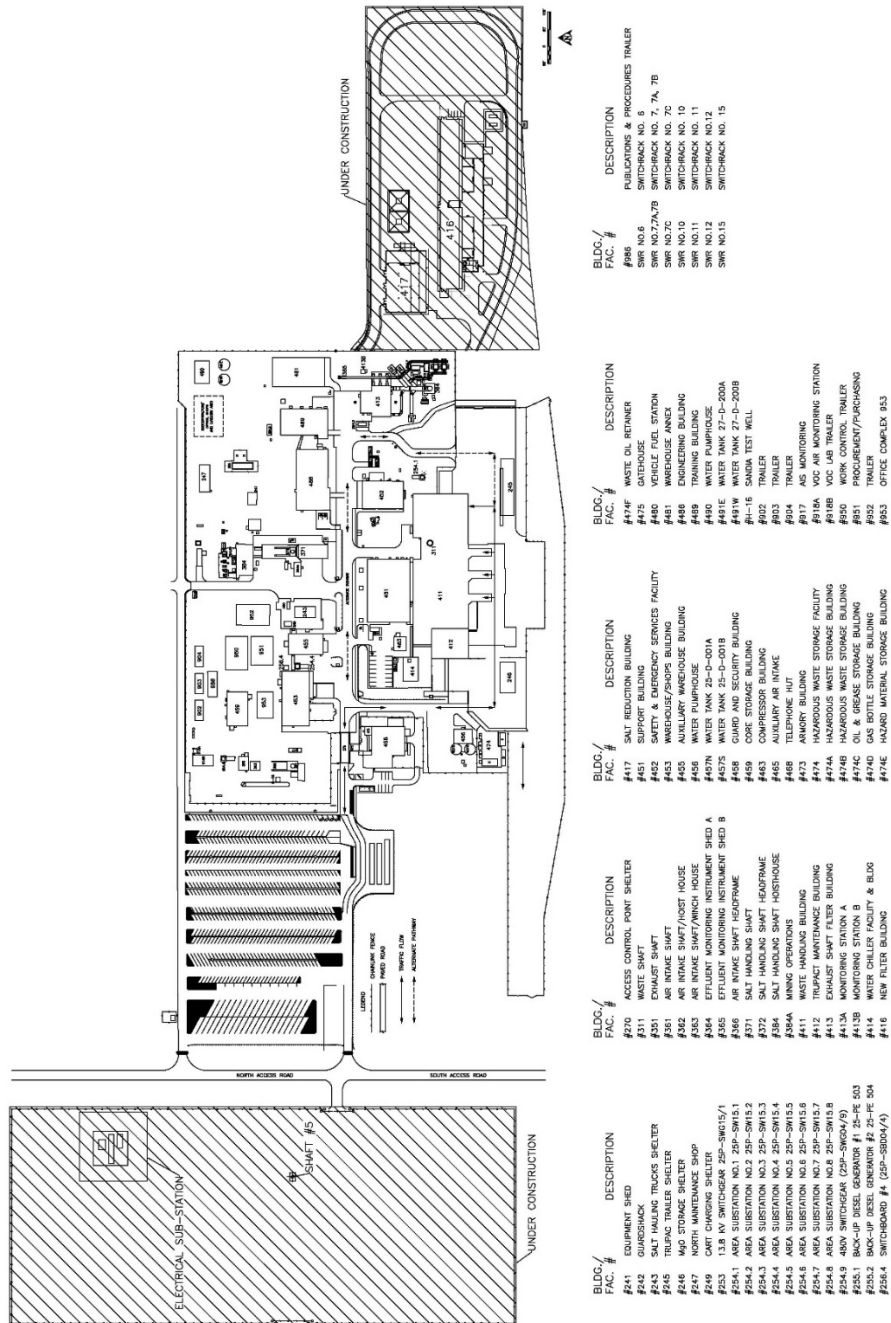 UNDER CONSTRUCTION
417
416
ELECTRICAL SUB-STATION
SHAFT #5
UNDER CONSTRUCTION
NORTH ACCESS ROAD
SOUTH ACCESS ROAD
LEGEND
CHAINLINK FENCE
PAVED ROAD
TRAFFIC FLOW
ALTERNATE PATHWAY
411
412
451
452
453
245
246
BLDG./FAC. # DESCRIPTION
#241 EQUIPMENT SHED
#242 GUARDSHACK
#243 SALT HAULING TRUCKS SHELTER
#245 TRUPAC TRAILER SHELTER
#246 MgO STORAGE SHELTER
#247 NORTH MAINTENANCE SHOP
#249 CART CHARGING SHELTER
#253 13.8 KV SWITCHGEAR 25P-SWG15/1
#254.1 AREA SUBSTATION NO.1 25P-SW15.1
#254.2 AREA SUBSTATION NO.2 25P-SW15.2
#254.3 AREA SUBSTATION NO.3 25P-SW15.3
#254.4 AREA SUBSTATION NO.4 25P-SW15.4
#254.5 AREA SUBSTATION NO.5 25P-SW15.5
#254.6 AREA SUBSTATION NO.6 25P-SW15.6
#254.7 AREA SUBSTATION NO.7 25P-SW15.7
#254.8 AREA SUBSTATION NO.8 25P-SW15.8
#254.9 480V SWITCHGEAR (25P-SWG04/9)
#255.1 BACK-UP DIESEL GENERATOR #1 25-PE 503
#255.2 BACK-UP DIESEL GENERATOR #2 25-PE 504
#256.4 SWITCHBOARD #4 (25P-SBD04/4)
BLDG./FAC. # DESCRIPTION
#270 ACCESS CONTROL POINT SHELTER
#311 WASTE SHAFT
#351 EXHAUST SHAFT
#361 AIR INTAKE SHAFT
#362 AIR INTAKE SHAFT/HOIST HOUSE
#363 AIR INTAKE SHAFT/WINCH HOUSE
#364 EFFLUENT MONITORING INSTRUMENT SHED A
#365 EFFLUENT MONITORING INSTRUMENT SHED B
#366 AIR INTAKE SHAFT HEADFRAME
#371 SALT HANDLING SHAFT
#372 SALT HANDLING SHAFT HEADFRAME
#384 SALT HANDLING SHAFT HOISTHOUSE
#384A MINING OPERATIONS
#411 WASTE HANDLING BUILDING
#412 TRUPACT MAINTENANCE BUILDING
#413 EXHAUST SHAFT FILTER BUILDING
#413A MONITORING STATION A
#413B MONITORING STATION B
#414 WATER CHILLER FACILITY & BLDG
#416 NEW FILTER BUILDING
BLDG./FAC. # DESCRIPTION
#417 SALT REDUCTION BUILDING
#451 SUPPORT BUILDING
#452 SAFETY & EMERGENCY SERVICES FACILITY
#453 WAREHOUSE/SHOPS BUILDING
#455 AUXILLIARY WAREHOUSE BUILDING
#456 WATER PUMPHOUSE
#457N WATER TANK 25-D-001A
#457S WATER TANK 25-D-001B
#458 GUARD AND SECURITY BUILDING
#459 CORE STORAGE BUILDING
#463 COMPRESSOR BUILDING
#465 AUXILIARY AIR INTAKE
#468 TELEPHONE HUT
#473 ARMORY BUILDING
#474 HAZARDOUS WASTE STORAGE FACILITY
#474A HAZARDOUS WASTE STORAGE BUILDING
#474B HAZARDOUS WASTE STORAGE BUILDING
#474C OIL & GREASE STORAGE BUILDING
#474D GAS BOTTLE STORAGE BUILDING
#474E HAZARD MATERIAL STORAGE BUILDING
BLDG./FAC. # DESCRIPTION
#474F WASTE OIL RETAINER
#475 GATEHOUSE
#480 VEHICLE FUEL STATION
#481 WAREHOUSE ANNEX
#486 ENGINEERING BUILDING
#489 TRAINING BUILDING
#490 WATER PUMPHOUSE
#491E WATER TANK 27-D-200A
#491W WATER TANK 27-D-200B
#H-16 SANDIA TEST WELL
#902 TRAILER
#903 TRAILER
#904 TRAILER
#917 AIS MONITORING
#918A VOC AIR MONITORING STATION
#918B VOC LAB TRAILER
#950 WORK CONTROL TRAILER
#951 PROCUREMENT/PURCHASING
#952 TRAILER
#953 OFFICE COMPLEX 953
BLDG./FAC. # DESCRIPTION
#986 PUBLICATIONS & PROCEDURES TRAILER
SWR NO.6 SWITCHRACK NO. 6
SWR NO.7,7A,7B SWITCHRACK NO. 7, 7A, 7B
SWR NO.7C SWITCHRACK NO. 7C
SWR NO.10 SWITCHRACK NO. 10
SWR NO.11 SWITCHRACK NO. 11
SWR NO.12 SWITCHRACK NO.12
SWR NO.15 SWITCHRACK NO. 15